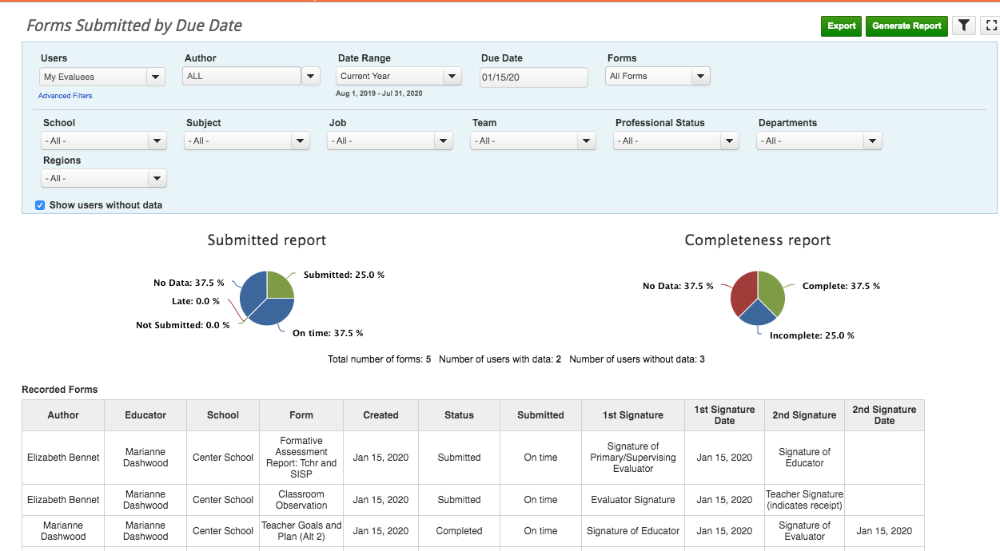 Forms Submitted by Due Date
Export
Generate Report
Users
Author
Date Range
Due Date
Forms
My Evaluees
ALL
Current Year
01/15/20
All Forms
Advanced Filters
Aug 1, 2019 - Jul 31, 2020
School
Subject
Job
Team
Professional Status
Departments
- All -
- All -
- All -
- All -
- All -
- All -
Regions
- All -
Show users without data
Submitted report
No Data: 37.5 %
Submitted: 25.0 %
Late: 0.0 %
Not Submitted: 0.0 %
On time: 37.5 %
Completeness report
No Data: 37.5 %
Complete: 37.5 %
Incomplete: 25.0 %
Total number of forms: 5 Number of users with data: 2 Number of users without data: 3
Recorded Forms
Author
Educator
School
Form
Created
Status
Submitted
1st Signature
1st Signature
Date
2nd Signature
2nd Signature
Date
Elizabeth Bennet
Marianne
Dashwood
Center School
Formative
Assessment
Report: Tchr and
SISP
Jan 15, 2020
Submitted
On time
Signature of
Primary/Supervising
Evaluator
Jan 15, 2020
Signature of
Educator
Elizabeth Bennet
Marianne
Dashwood
Center School
Classroom
Observation
Jan 15, 2020
Submitted
On time
Evaluator Signature
Jan 15, 2020
Teacher Signature
(indicates receipt)
Marianne
Dashwood
Marianne
Dashwood
Center School
Teacher Goals and
Plan (Alt 2)
Jan 15, 2020
Completed
On time
Signature of Educator
Jan 15, 2020
Signature of
Evaluator
Jan 15, 2020